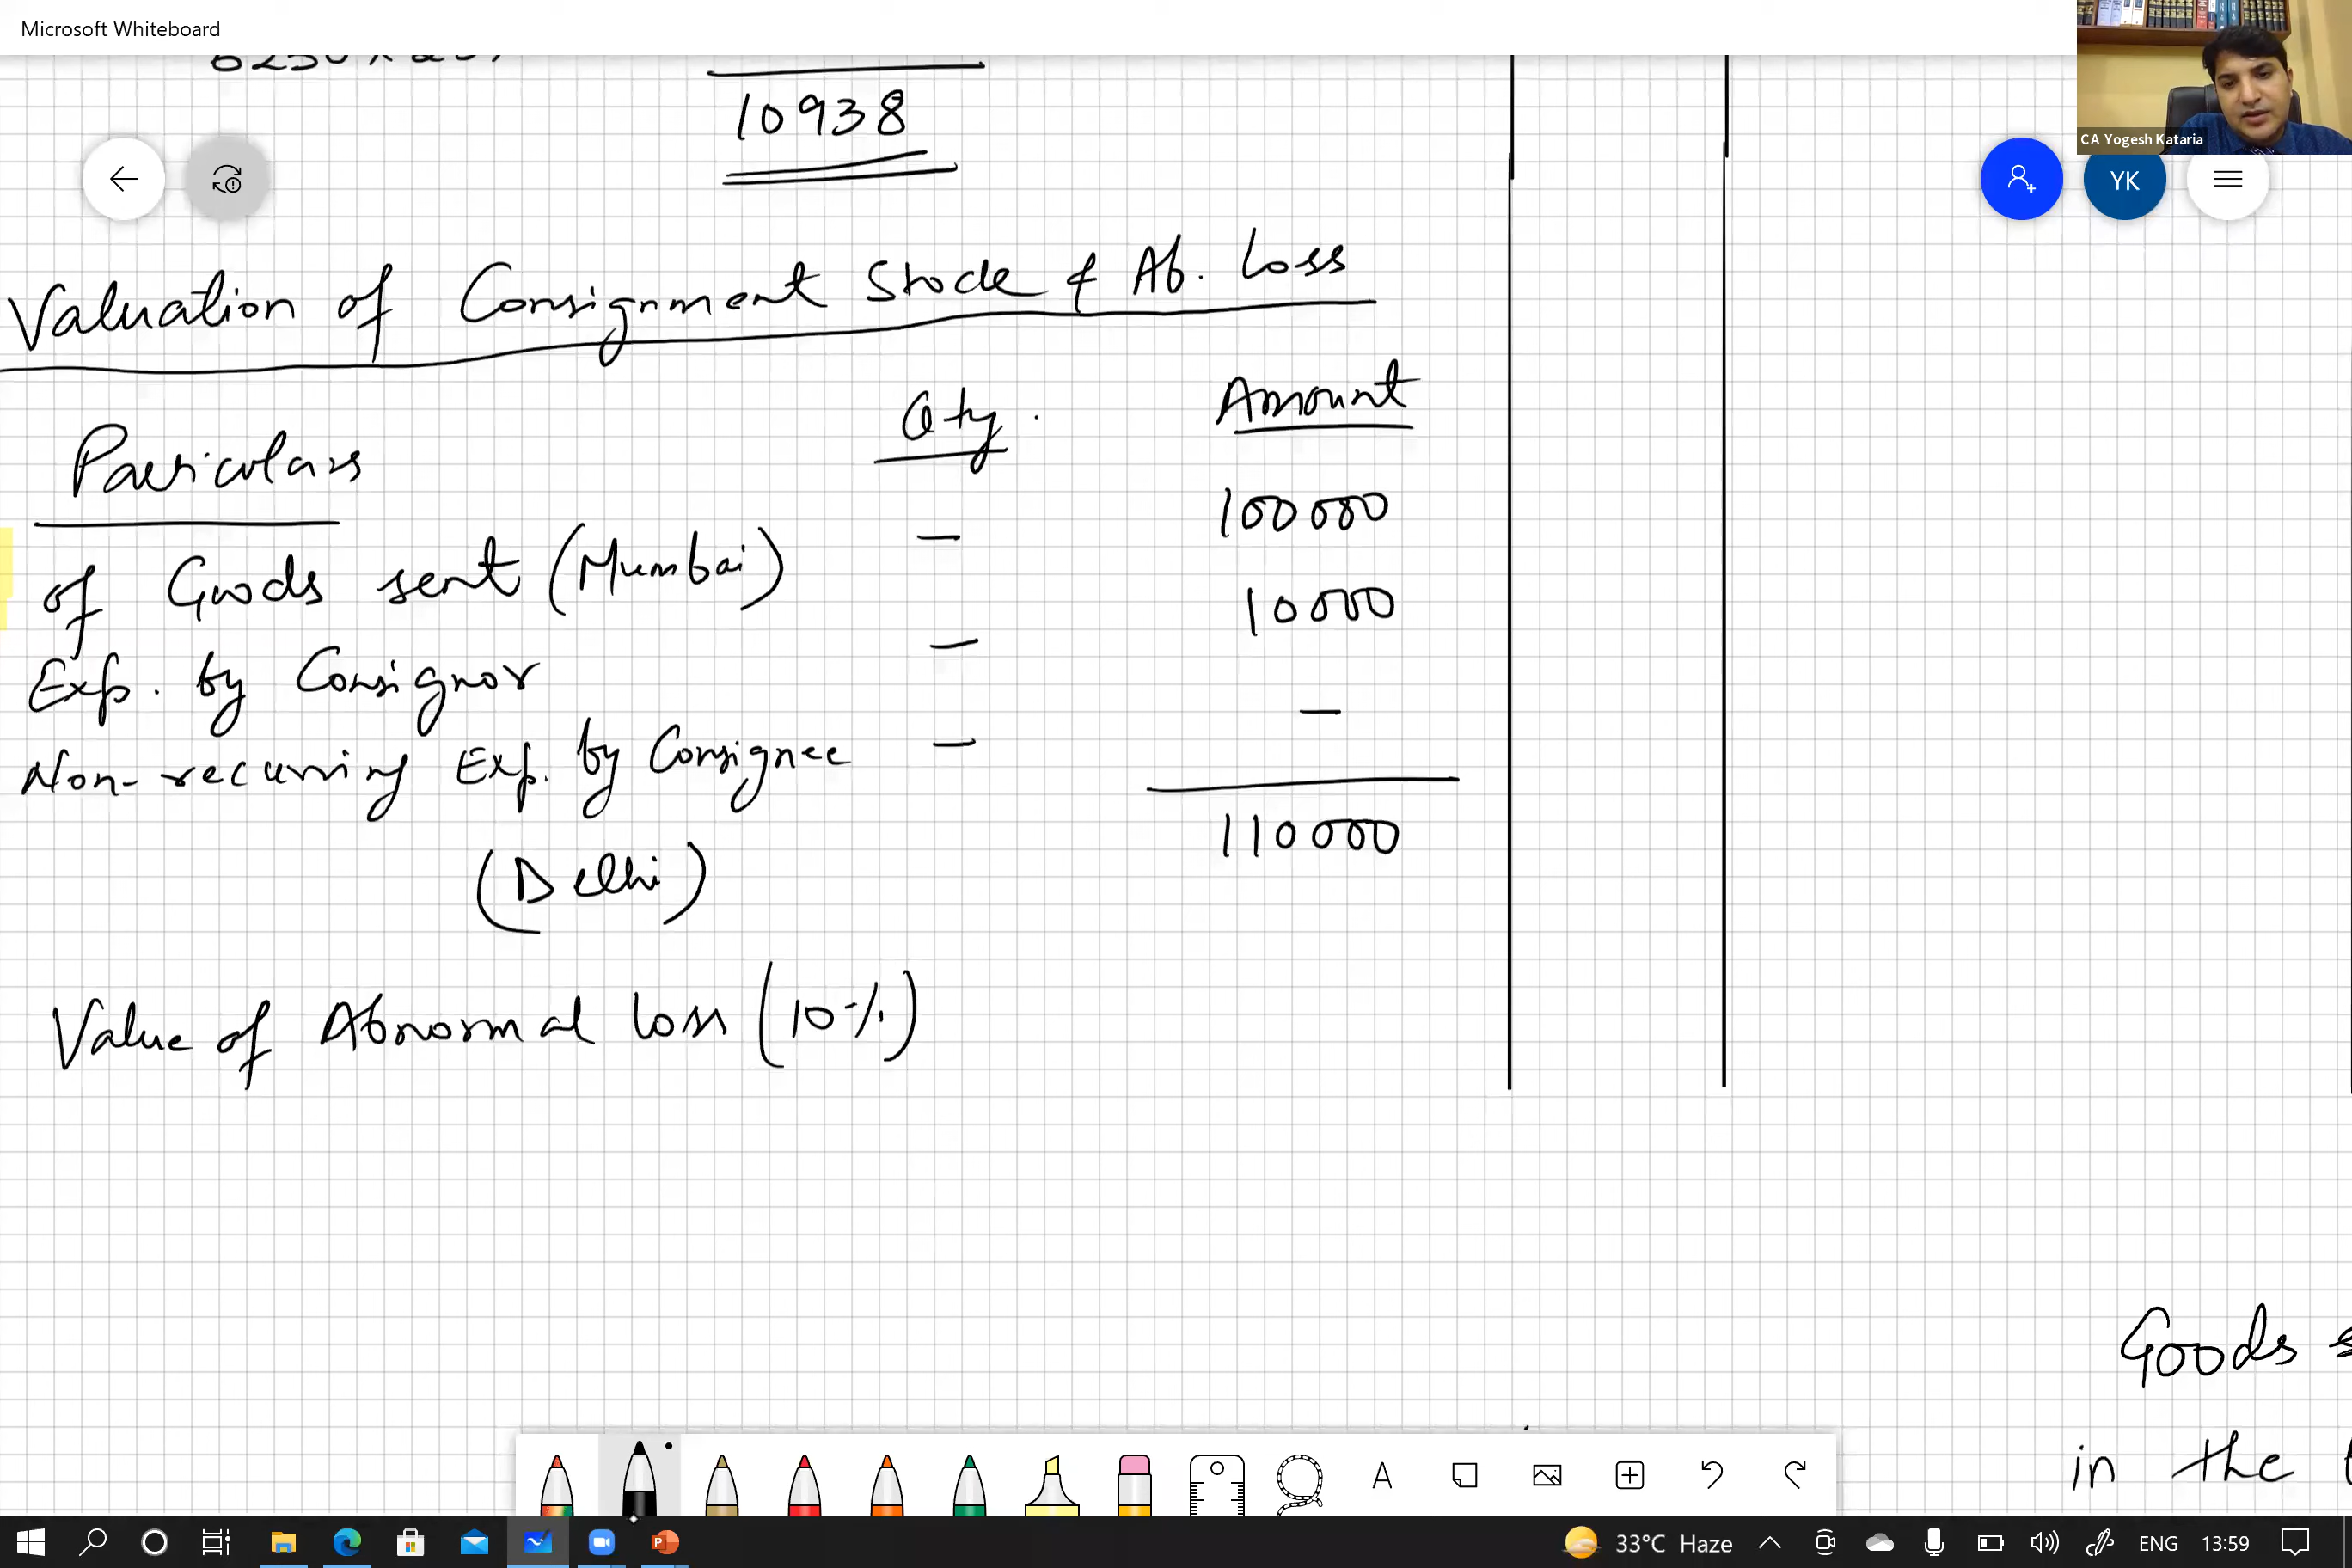 Microsoft Whiteboard
10938
CA Yogesh Kataria
YK
Valuation of Consignment Stock & Ab. Loss
Particulars Qty. Amount
of Goods sent (Mumbai) — 100000
Exp. by Consignor — 10000
Non-recurring Exp. by Consignee — —
(Delhi) 110000
Value of Abnormal loss (10%)
Goods
in the
A
33°C Haze ENG 13:59